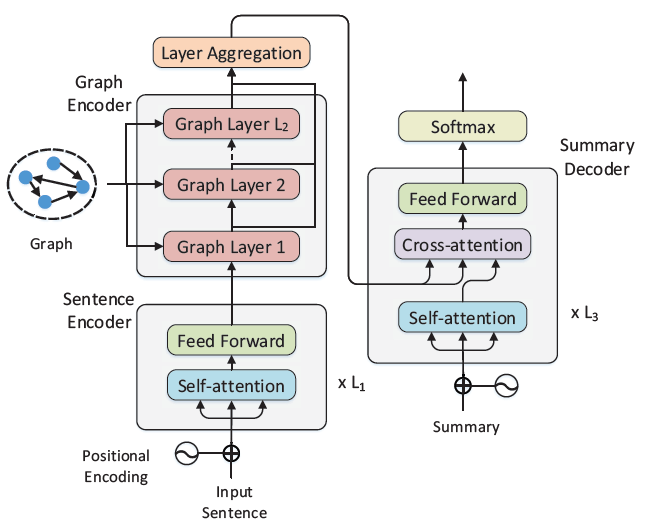 Layer Aggregation
Graph
Encoder
Graph Layer L₂
Graph Layer 2
Graph Layer 1
Graph
Sentence
Encoder
Feed Forward
Self-attention
x L₁
Positional
Encoding
Input
Sentence
Softmax
Summary
Decoder
Feed Forward
Cross-attention
Self-attention
x L₃
Summary